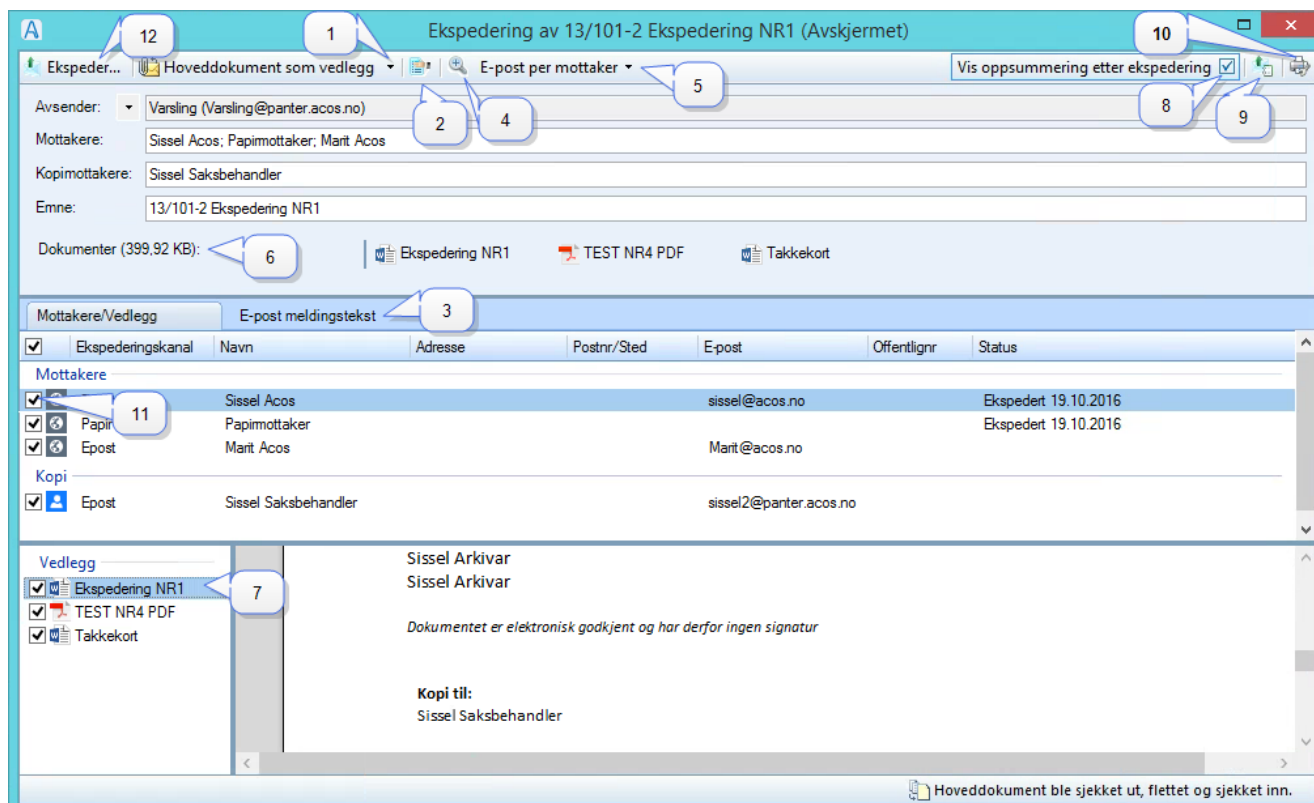 A Ekspedering av 13/101-2 Ekspedering NR1 (Avskjermet)
12 1 10
Ekspeder... Hoveddokument som vedlegg E-post per mottaker Vis oppsummering etter ekspedering
5 8 9
2 4
Avsender: Varsling (Varsling@panter.acos.no)
Mottakere: Sissel Acos; Papirmottaker; Marit Acos
Kopimottakere: Sissel Saksbehandler
Emne: 13/101-2 Ekspedering NR1
Dokumenter (399,92 KB): 6 Ekspedering NR1 TEST NR4 PDF Takkekort
Mottakere/Vedlegg E-post meldingstekst 3
Ekspederingskanal Navn Adresse Postnr/Sted E-post Offentlignr Status
Mottakere
Sissel Acos sissel@acos.no Ekspedert 19.10.2016
11
Papir Papirmottaker Ekspedert 19.10.2016
Epost Marit Acos Marit@acos.no
Kopi
Epost Sissel Saksbehandler sissel2@panter.acos.no
Vedlegg
Ekspedering NR1 7
TEST NR4 PDF
Takkekort
Sissel Arkivar
Sissel Arkivar
Dokumentet er elektronisk godkjent og har derfor ingen signatur
Kopi til:
Sissel Saksbehandler
Hoveddokument ble sjekket ut, flettet og sjekket inn.